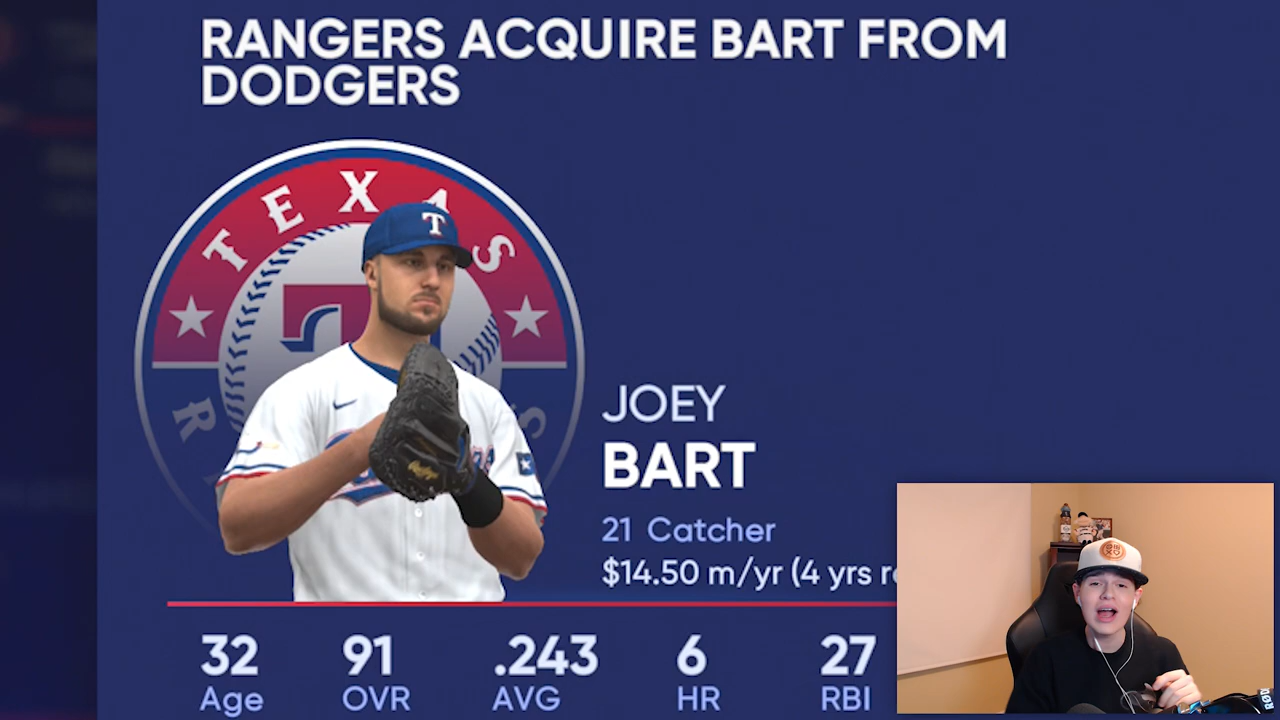 RANGERS ACQUIRE BART FROM
DODGERS
TEXAS
T
JOEY
BART
21 Catcher
$14.50 m/yr (4 yrs
32 91 .243 6 27
Age OVR AVG HR RBI